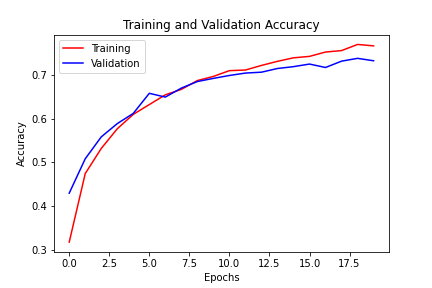 Training and Validation Accuracy
Training
Validation
Accuracy
0.7
0.6
0.5
0.4
0.3
0.0 2.5 5.0 7.5 10.0 12.5 15.0 17.5
Epochs